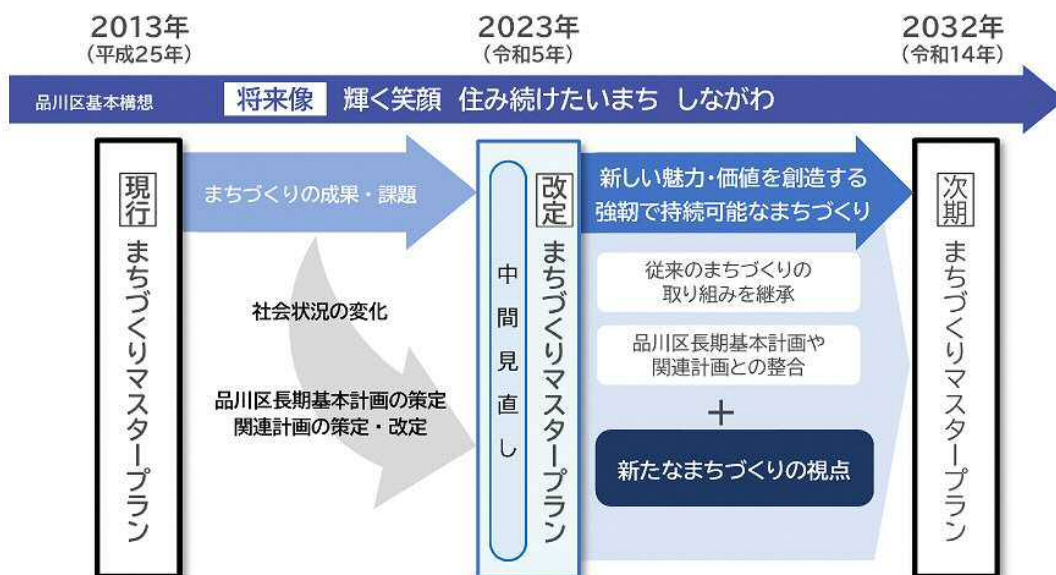 2013年
(平成25年)
2023年
(令和5年)
2032年
(令和14年)
品川区基本構想
将来像 輝く笑顔 住み続けたいまち しながわ
現行 まちづくりマスタープラン
まちづくりの成果・課題
社会状況の変化
品川区長期基本計画の策定
関連計画の策定・改定
中間見直し
改定 まちづくりマスタープラン
新しい魅力・価値を創造する
強靭で持続可能なまちづくり
従来のまちづくりの
取り組みを継承
品川区長期基本計画や
関連計画との整合
+
新たなまちづくりの視点
次期 まちづくりマスタープラン